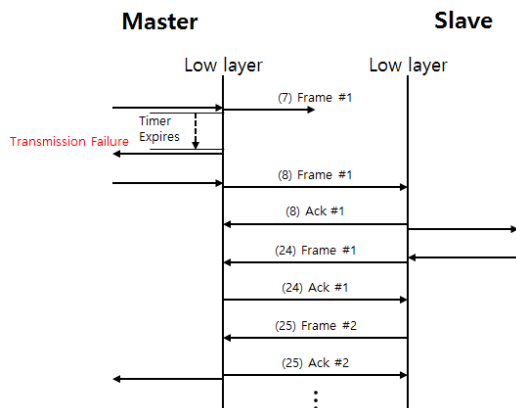 Master
Slave
Low layer
Low layer
(7) Frame #1
Timer
Expires
Transmission Failure
(8) Frame #1
(8) Ack #1
(24) Frame #1
(24) Ack #1
(25) Frame #2
(25) Ack #2